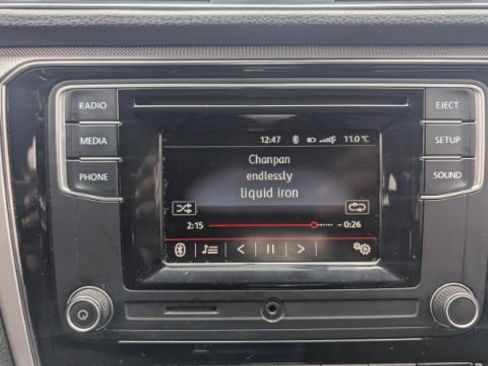 RADIO
MEDIA
PHONE
EJECT
SETUP
SOUND
12:47 11.0 °C
Chanpan
endlessly
liquid iron
2:15 -0:26